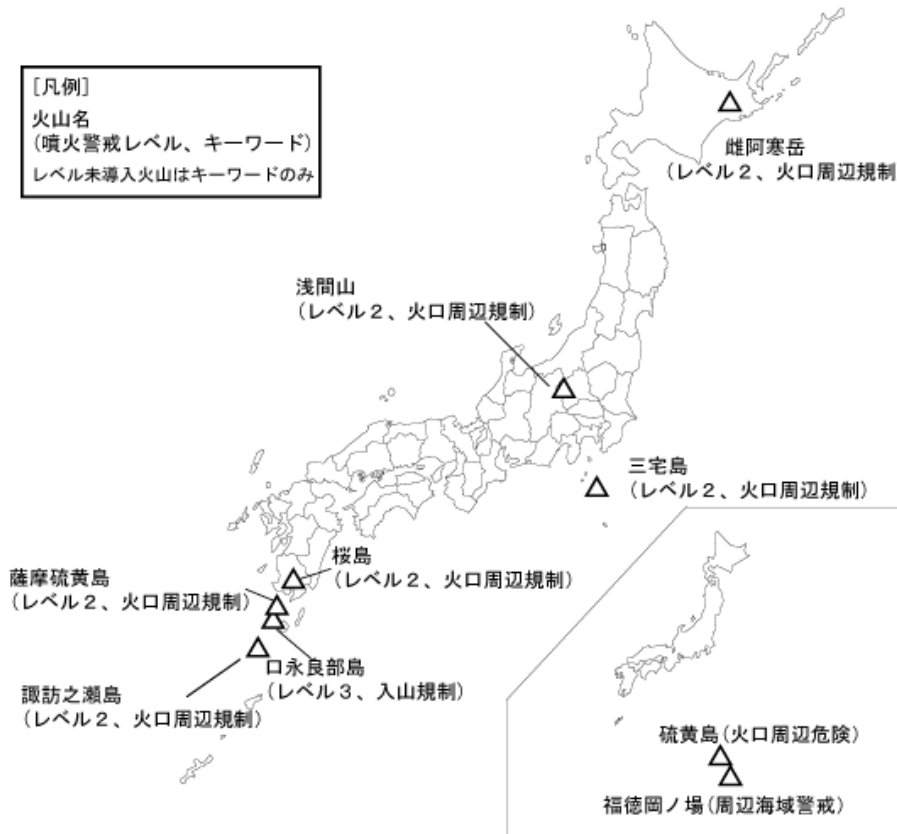 [凡例]
火山名
(噴火警戒レベル、キーワード)
レベル未導入火山はキーワードのみ
雌阿寒岳
(レベル２、火口周辺規制
浅間山
(レベル２、火口周辺規制)
三宅島
(レベル２、火口周辺規制)
桜島
(レベル２、火口周辺規制)
薩摩硫黄島
(レベル２、火口周辺規制)
口永良部島
(レベル３、入山規制)
諏訪之瀬島
(レベル２、火口周辺規制)
硫黄島(火口周辺危険)
福徳岡ノ場(周辺海域警戒)